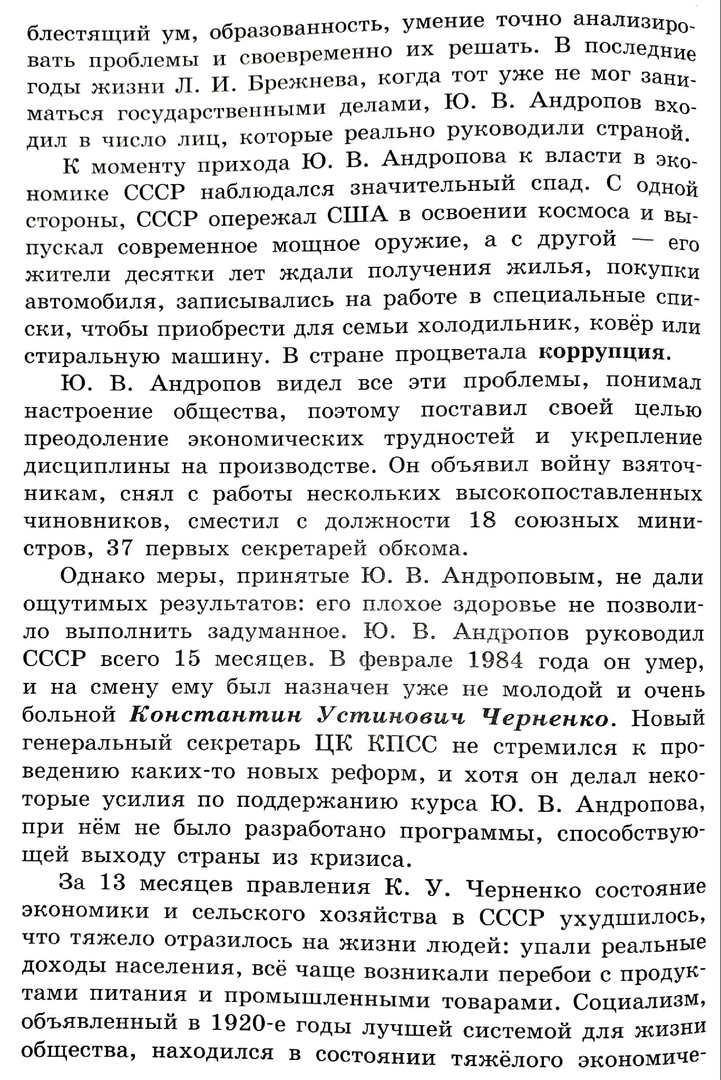 блестящий ум, образованность, умение точно анализиро-
вать проблемы и своевременно их решать. В последние
годы жизни Л. И. Брежнева, когда тот уже не мог зани-
маться государственными делами, Ю. В. Андропов вхо-
дил в число лиц, которые реально руководили страной.
К моменту прихода Ю. В. Андропова к власти в эко-
номике СССР наблюдался значительный спад. С одной
стороны, СССР опережал США в освоении космоса и вы-
пускал современное мощное оружие, а с другой — его
жители десятки лет ждали получения жилья, покупки
автомобиля, записывались на работе в специальные спи-
ски, чтобы приобрести для семьи холодильник, ковёр или
стиральную машину. В стране процветала коррупция.
Ю. В. Андропов видел все эти проблемы, понимал
настроение общества, поэтому поставил своей целью
преодоление экономических трудностей и укрепление
дисциплины на производстве. Он объявил войну взяточ-
никам, снял с работы нескольких высокопоставленных
чиновников, сместил с должности 18 союзных мини-
стров, 37 первых секретарей обкома.
Однако меры, принятые Ю. В. Андроповым, не дали
ощутимых результатов: его плохое здоровье не позволи-
ло выполнить задуманное. Ю. В. Андропов руководил
СССР всего 15 месяцев. В феврале 1984 года он умер,
и на смену ему был назначен уже не молодой и очень
больной Константин Устинович Черненко. Новый
генеральный секретарь ЦК КПСС не стремился к про-
ведению каких-то новых реформ, и хотя он делал неко-
торые усилия по поддержанию курса Ю. В. Андропова,
при нём не было разработано программы, способствую-
щей выходу страны из кризиса.
За 13 месяцев правления К. У. Черненко состояние
экономики и сельского хозяйства в СССР ухудшилось,
что тяжело отразилось на жизни людей: упали реальные
доходы населения, всё чаще возникали перебои с продук-
тами питания и промышленными товарами. Социализм,
объявленный в 1920-е годы лучшей системой для жизни
общества, находился в состоянии тяжёлого экономиче-